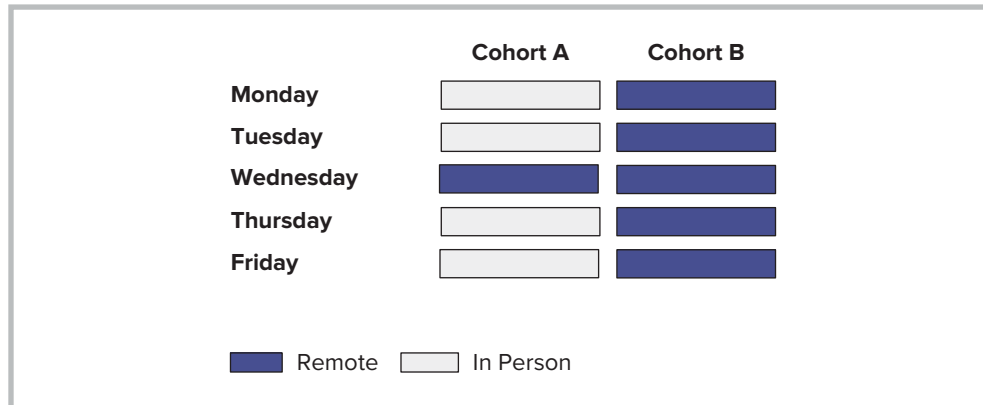 Cohort A Cohort B
Monday
Tuesday
Wednesday
Thursday
Friday
Remote In Person